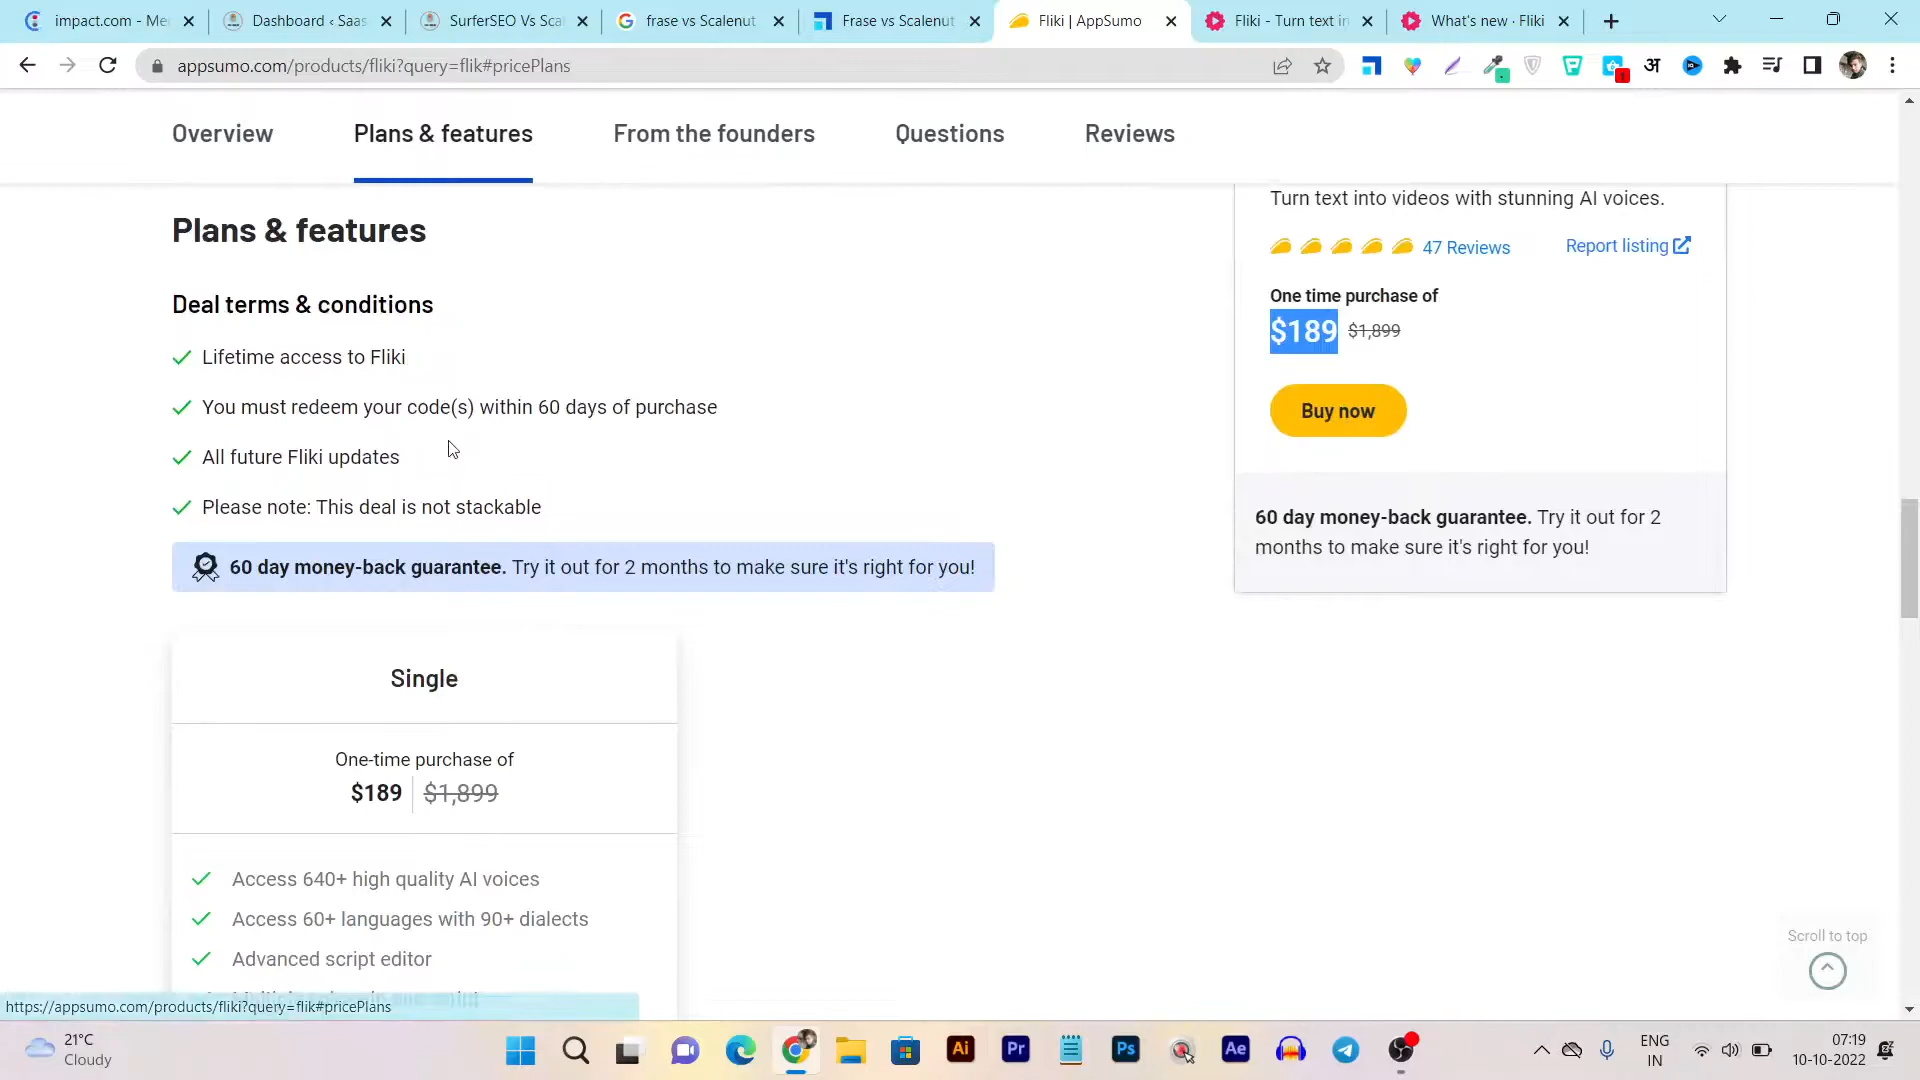 impact.com - Me
Dashboard ‹ Saas
SurferSEO Vs Sca
frase vs Scalenut
Frase vs Scalenut
Fliki | AppSumo
Fliki - Turn text in
What's new · Fliki
appsumo.com/products/fliki?query=flik#pricePlans
अ
Overview
Plans & features
From the founders
Questions
Reviews
Plans & features
Deal terms & conditions
Lifetime access to Fliki
You must redeem your code(s) within 60 days of purchase
All future Fliki updates
Please note: This deal is not stackable
60 day money-back guarantee. Try it out for 2 months to make sure it's right for you!
Single
One-time purchase of
$189 $1,899
Access 640+ high quality AI voices
Access 60+ languages with 90+ dialects
Advanced script editor
Turn text into videos with stunning AI voices.
47 Reviews
Report listing
One time purchase of
$189 $1,899
Buy now
60 day money-back guarantee. Try it out for 2
months to make sure it's right for you!
Scroll to top
https://appsumo.com/products/fliki?query=flik#pricePlans
21°C
Cloudy
Ai
Pr
Ps
Ae
ENG
IN
07:19
10-10-2022